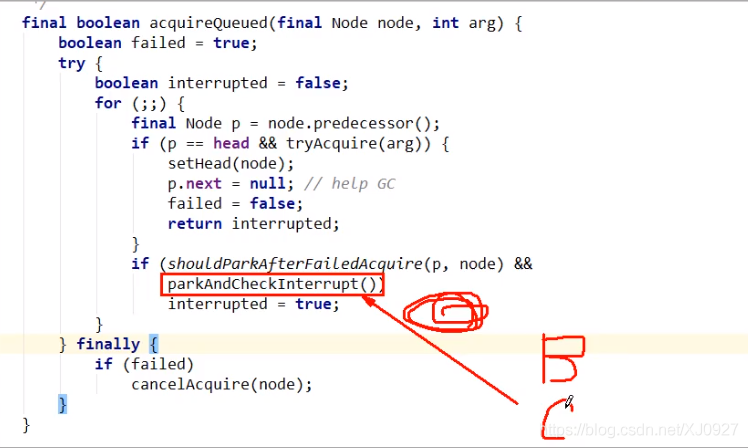 */
final boolean acquireQueued(final Node node, int arg) {
boolean failed = true;
try {
boolean interrupted = false;
for (;;) {
final Node p = node.predecessor();
if (p == head && tryAcquire(arg)) {
setHead(node);
p.next = null; // help GC
failed = false;
return interrupted;
}
if (shouldParkAfterFailedAcquire(p, node) &&
parkAndCheckInterrupt())
interrupted = true;
}
} finally {
if (failed)
cancelAcquire(node);
}
}
B
C
https://blog.csdn.net/XJ0927